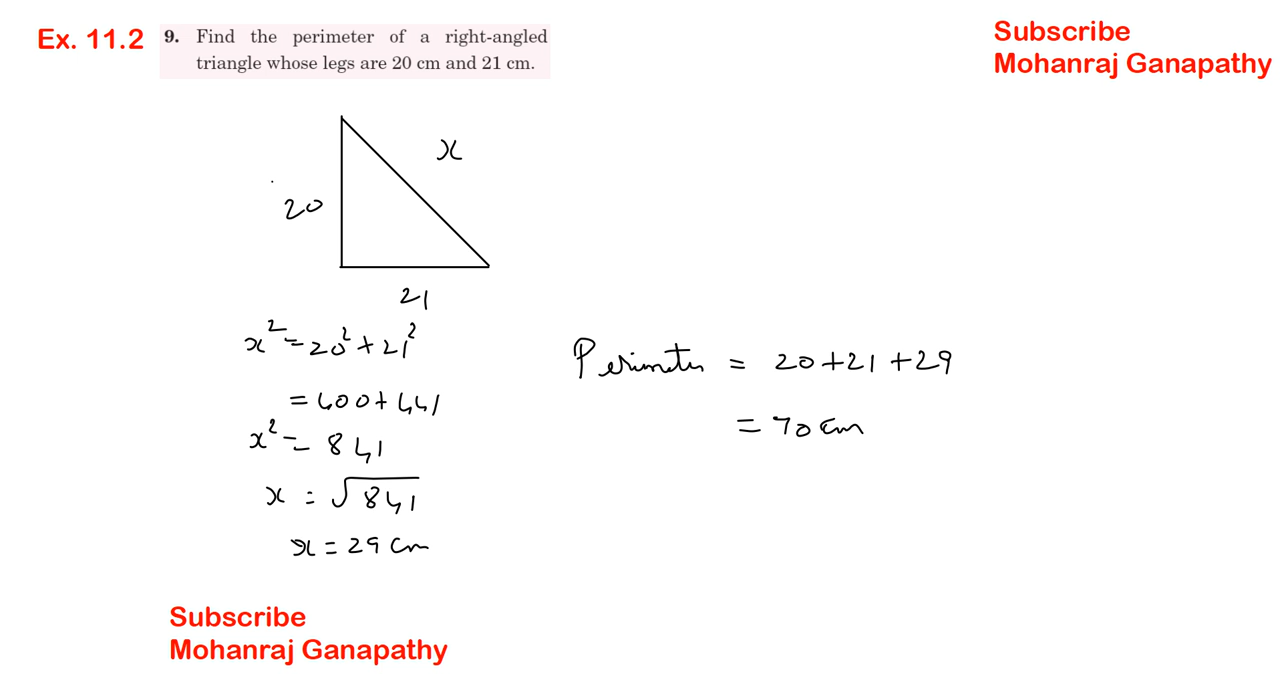 Ex. 11.2
9. Find the perimeter of a right-angled
triangle whose legs are 20 cm and 21 cm.
Subscribe
Mohanraj Ganapathy
x
20
21
x² = 20² + 21²
= 400 + 441
x² = 841
x = √841
x = 29 cm
Perimeter = 20 + 21 + 29
= 70 cm
Subscribe
Mohanraj Ganapathy